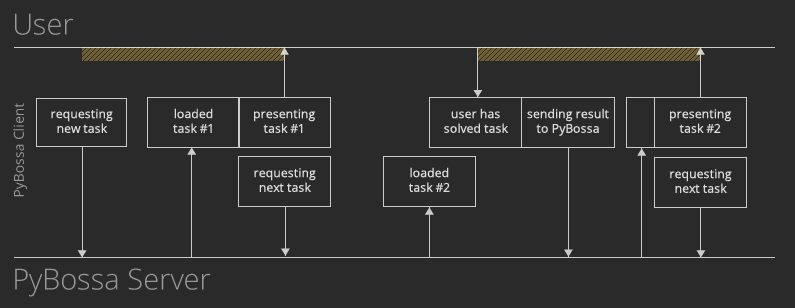 User
PyBossa Client
requesting
new task
loaded
task #1
presenting
task #1
requesting
next task
loaded
task #2
user has
solved task
sending result
to PyBossa
presenting
task #2
requesting
next task
PyBossa Server